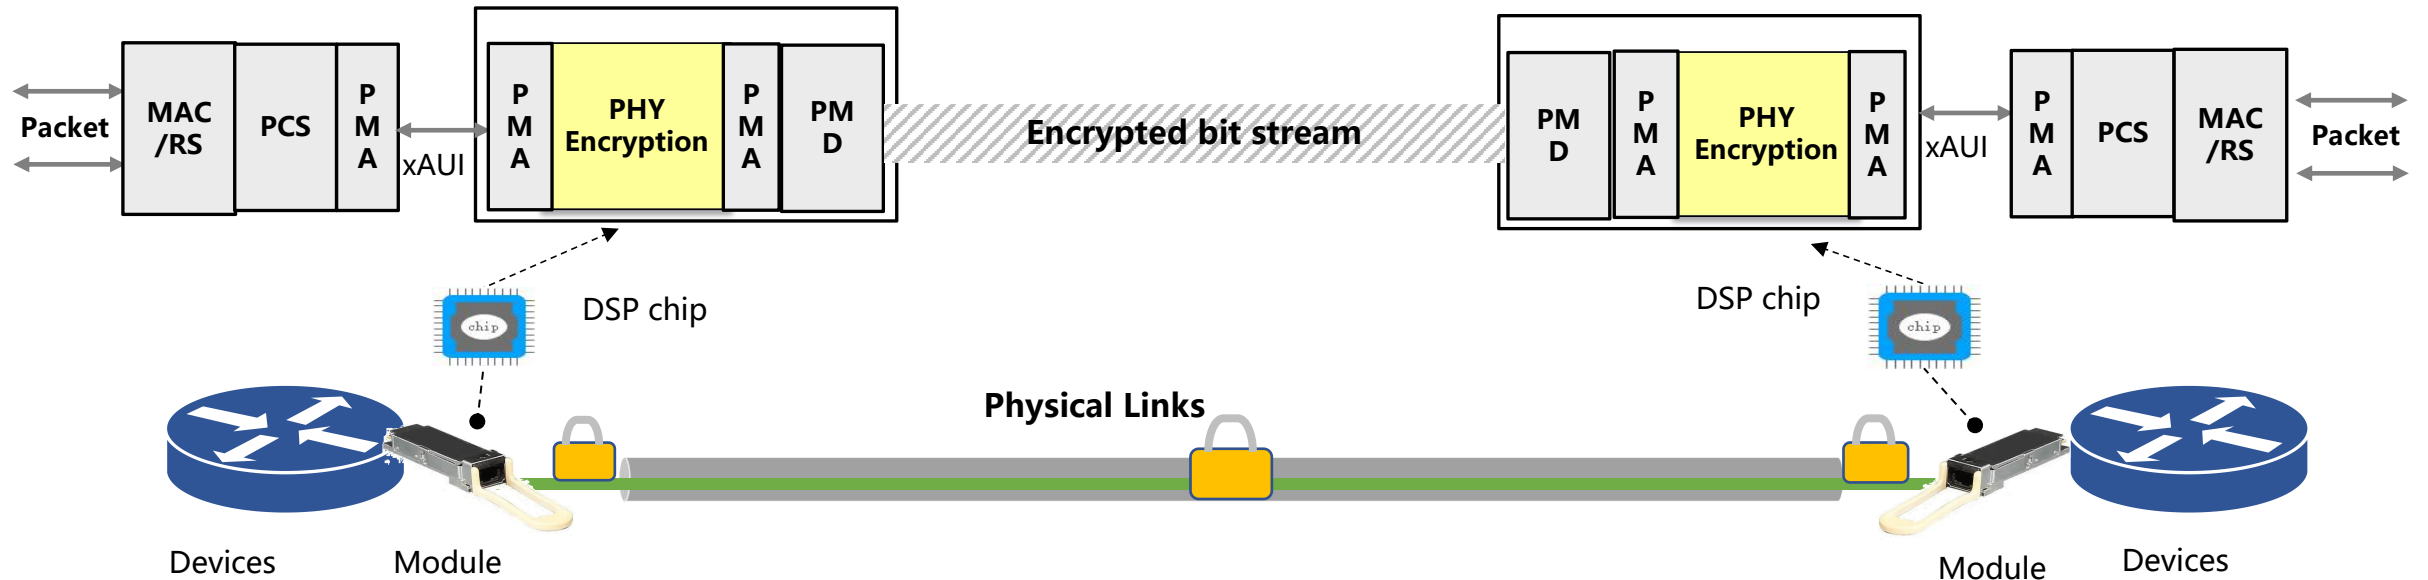 Packet
MAC
/RS
PCS
P
M
A
xAUI
P
M
A
PHY
Encryption
P
M
A
PM
D
Encrypted bit stream
PM
D
P
M
A
PHY
Encryption
P
M
A
xAUI
P
M
A
PCS
MAC
/RS
Packet
chip
DSP chip
DSP chip
chip
Physical Links
Devices
Module
Module
Devices